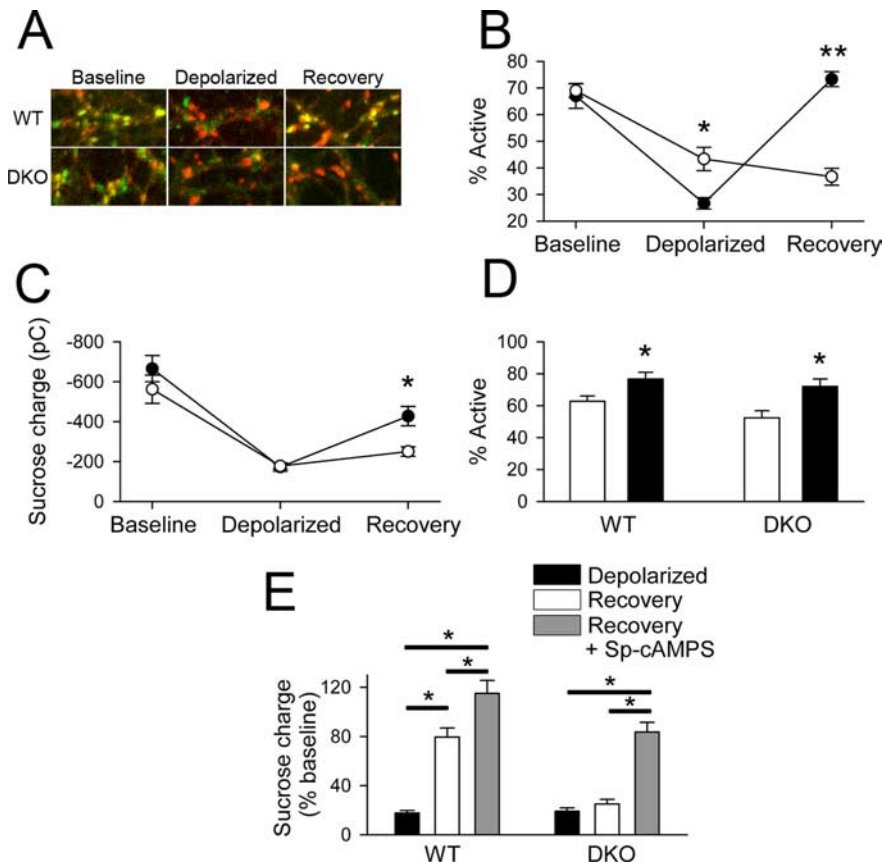 A
Baseline Depolarized Recovery
WT
DKO
B
% Active
80
70
60
50
40
30
20
*
**
Baseline Depolarized Recovery
C
Sucrose charge (pC)
-800
-600
-400
-200
0
*
Baseline Depolarized Recovery
D
% Active
100
80
60
40
20
0
*
*
WT DKO
E
Depolarized
Recovery
Recovery
+ Sp-cAMPS
Sucrose charge
(% baseline)
120
80
40
0
*
*
*
*
*
WT DKO